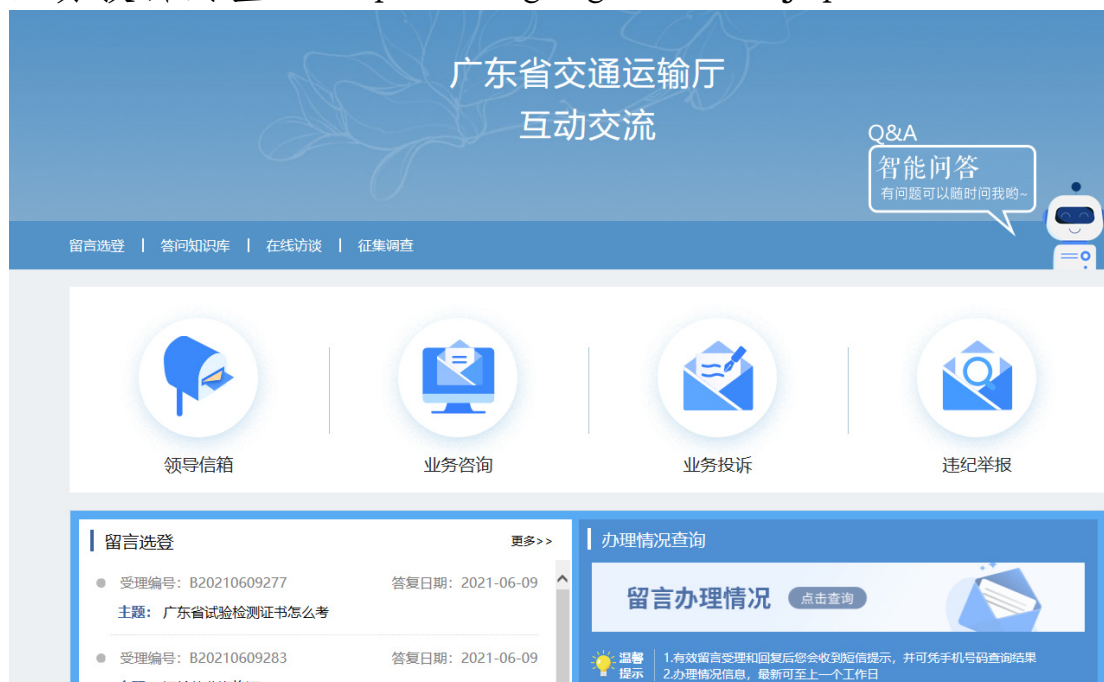 广东省交通运输厅
互动交流
Q&A
智能问答
有问题可以随时问我哟~
留言选登 | 答问知识库 | 在线访谈 | 征集调查
领导信箱
业务咨询
业务投诉
违纪举报
留言选登
更多>>
受理编号：B20210609277
答复日期：2021-06-09
主题：广东省试验检测证书怎么考
受理编号：B20210609283
答复日期：2021-06-09
办理情况查询
留言办理情况
点击查询
温馨提示
1.有效留言受理和回复后您会收到短信提示，并可凭手机号码查询结果
2.办理情况信息，最新可至上一个工作日